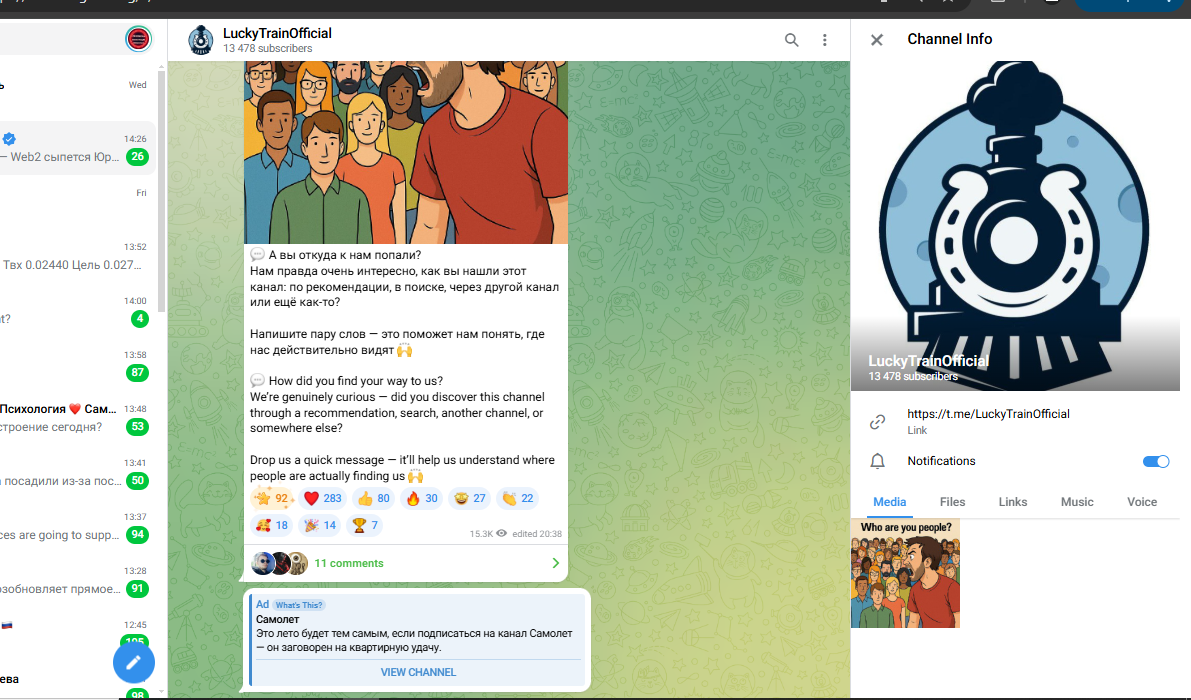 LuckyTrainOfficial
13 478 subscribers
Wed
14:26
— Web2 сыпется Юр...
26
Fri
13:52
Твх 0.02440 Цель 0.027...
14:00
4
13:58
87
Психология ❤️ Сам...
13:48
строение сегодня?
53
13:41
посадили из-за пос...
50
13:37
ces are going to supp...
94
13:28
озобновляет прямое...
91
12:45
105
ева
98
💬 А вы откуда к нам попали?
Нам правда очень интересно, как вы нашли этот
канал: по рекомендации, в поиске, через другой канал
или ещё как-то?
Напишите пару слов — это поможет нам понять, где
нас действительно видят 🙌
💬 How did you find your way to us?
We're genuinely curious — did you discover this channel
through a recommendation, search, another channel, or
somewhere else?
Drop us a quick message — it'll help us understand where
people are actually finding us 🙌
92 ❤️ 283 👍 80 🔥 30 🤩 27 👏 22
🥰 18 🎉 14 🏆 7
15.3K edited 20:38
11 comments
Ad What's This?
Самолет
Это лето будет тем самым, если подписаться на канал Самолет
— он заговорен на квартирную удачу.
VIEW CHANNEL
Channel Info
LuckyTrainOfficial
13 478 subscribers
https://t.me/LuckyTrainOfficial
Link
Notifications
Media Files Links Music Voice
Who are you people?